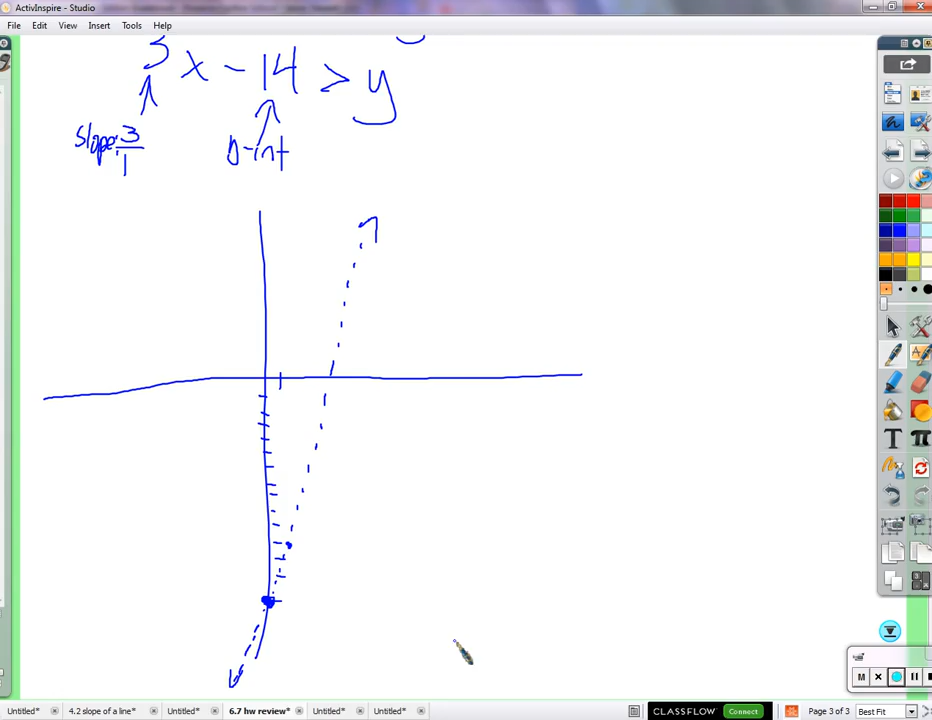 ActivInspire - Studio
File Edit View Insert Tools Help
3x - 14 > y
slope: 3/1
y-int
M
Untitled* 4.2 slope of a line* Untitled* 6.7 hw review* Untitled* Untitled* CLASSFLOW Connect Page 3 of 3 Best Fit